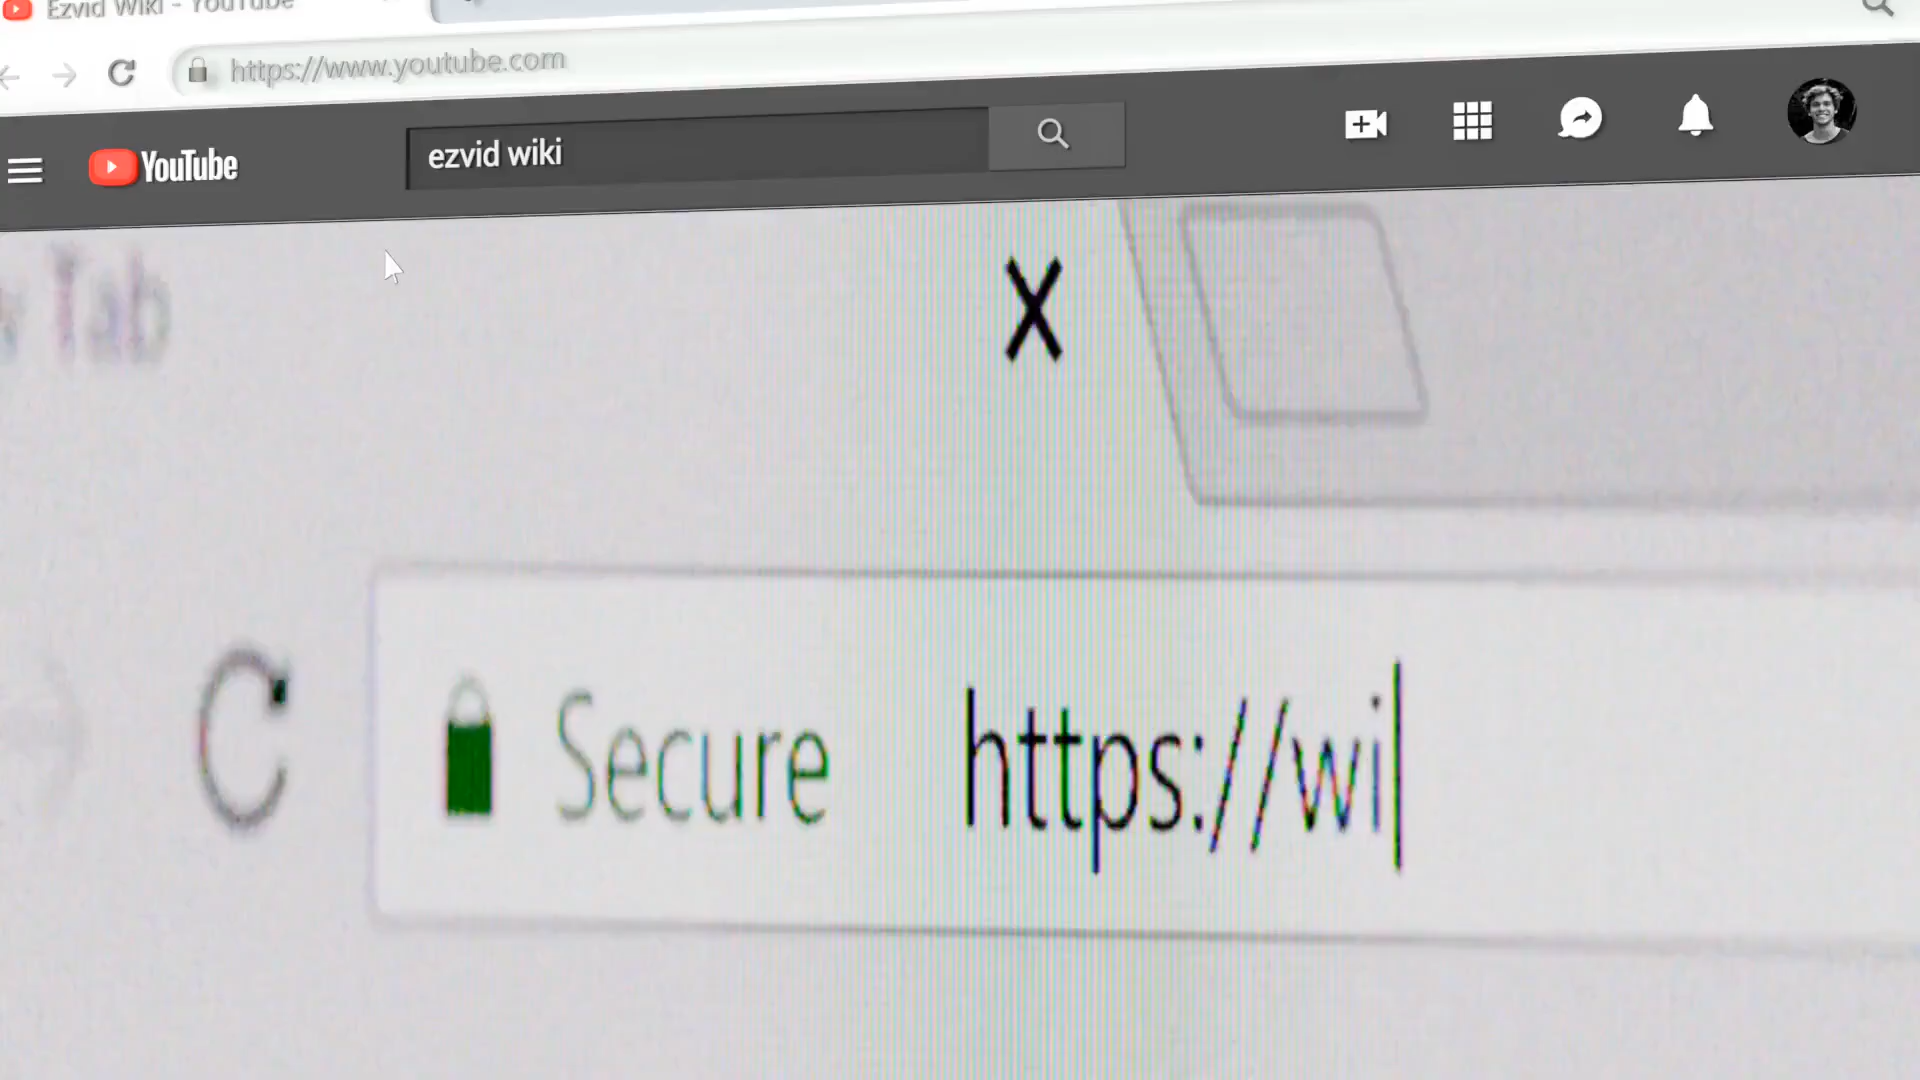 Ezvid Wiki - YouTube
https://www.youtube.com
YouTube
ezvid wiki
Tab
X
Secure https://wi